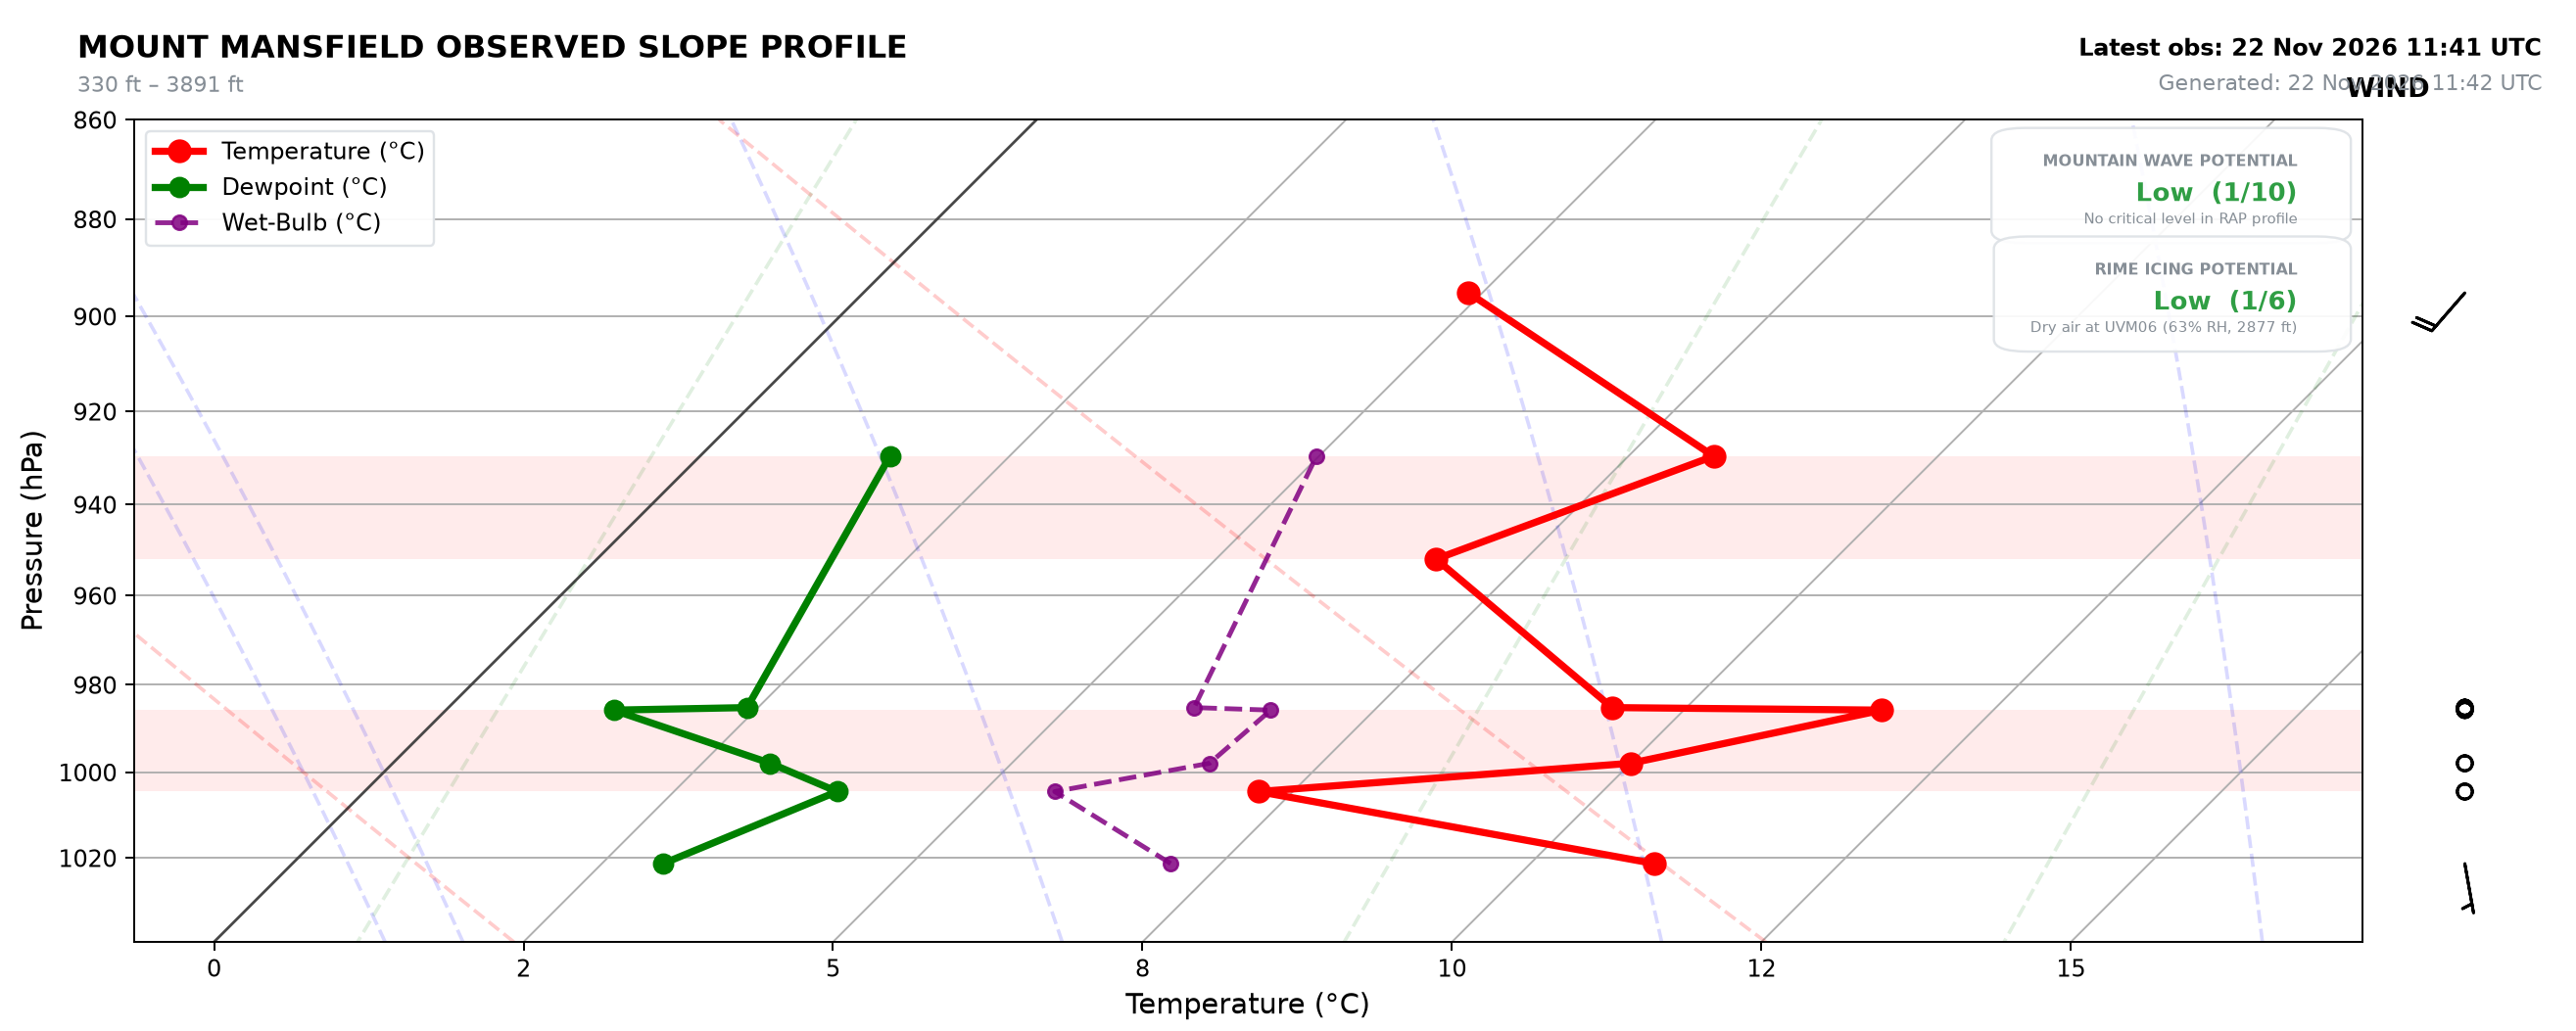 MOUNT MANSFIELD OBSERVED SLOPE PROFILE
330 ft – 3891 ft
Latest obs: 22 Nov 2026 11:41 UTC
Generated: 22 Nov 2026 11:42 UTC
WIND
Temperature (°C)
Dewpoint (°C)
Wet-Bulb (°C)
MOUNTAIN WAVE POTENTIAL
Low (1/10)
No critical level in RAP profile
RIME ICING POTENTIAL
Low (1/6)
Dry air at UVM06 (63% RH, 2877 ft)
Pressure (hPa)
860
880
900
920
940
960
980
1000
1020
0 2 5 8 10 12 15
Temperature (°C)